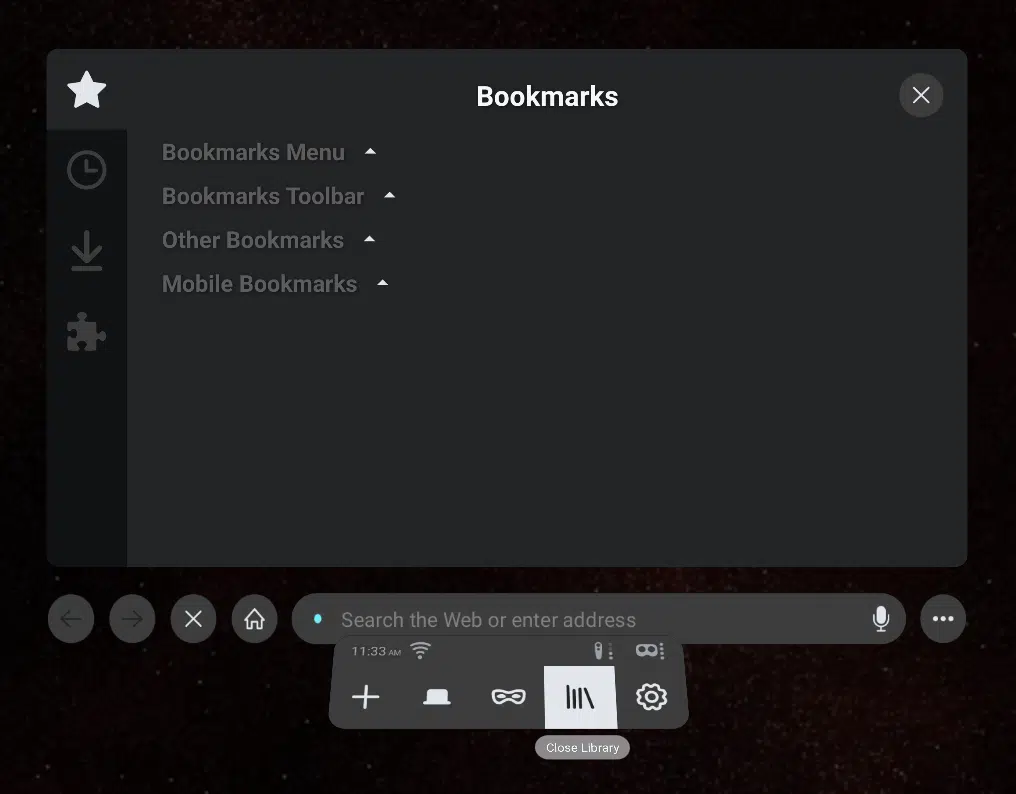 Bookmarks
Bookmarks Menu
Bookmarks Toolbar
Other Bookmarks
Mobile Bookmarks
Search the Web or enter address
11:33 AM
Close Library